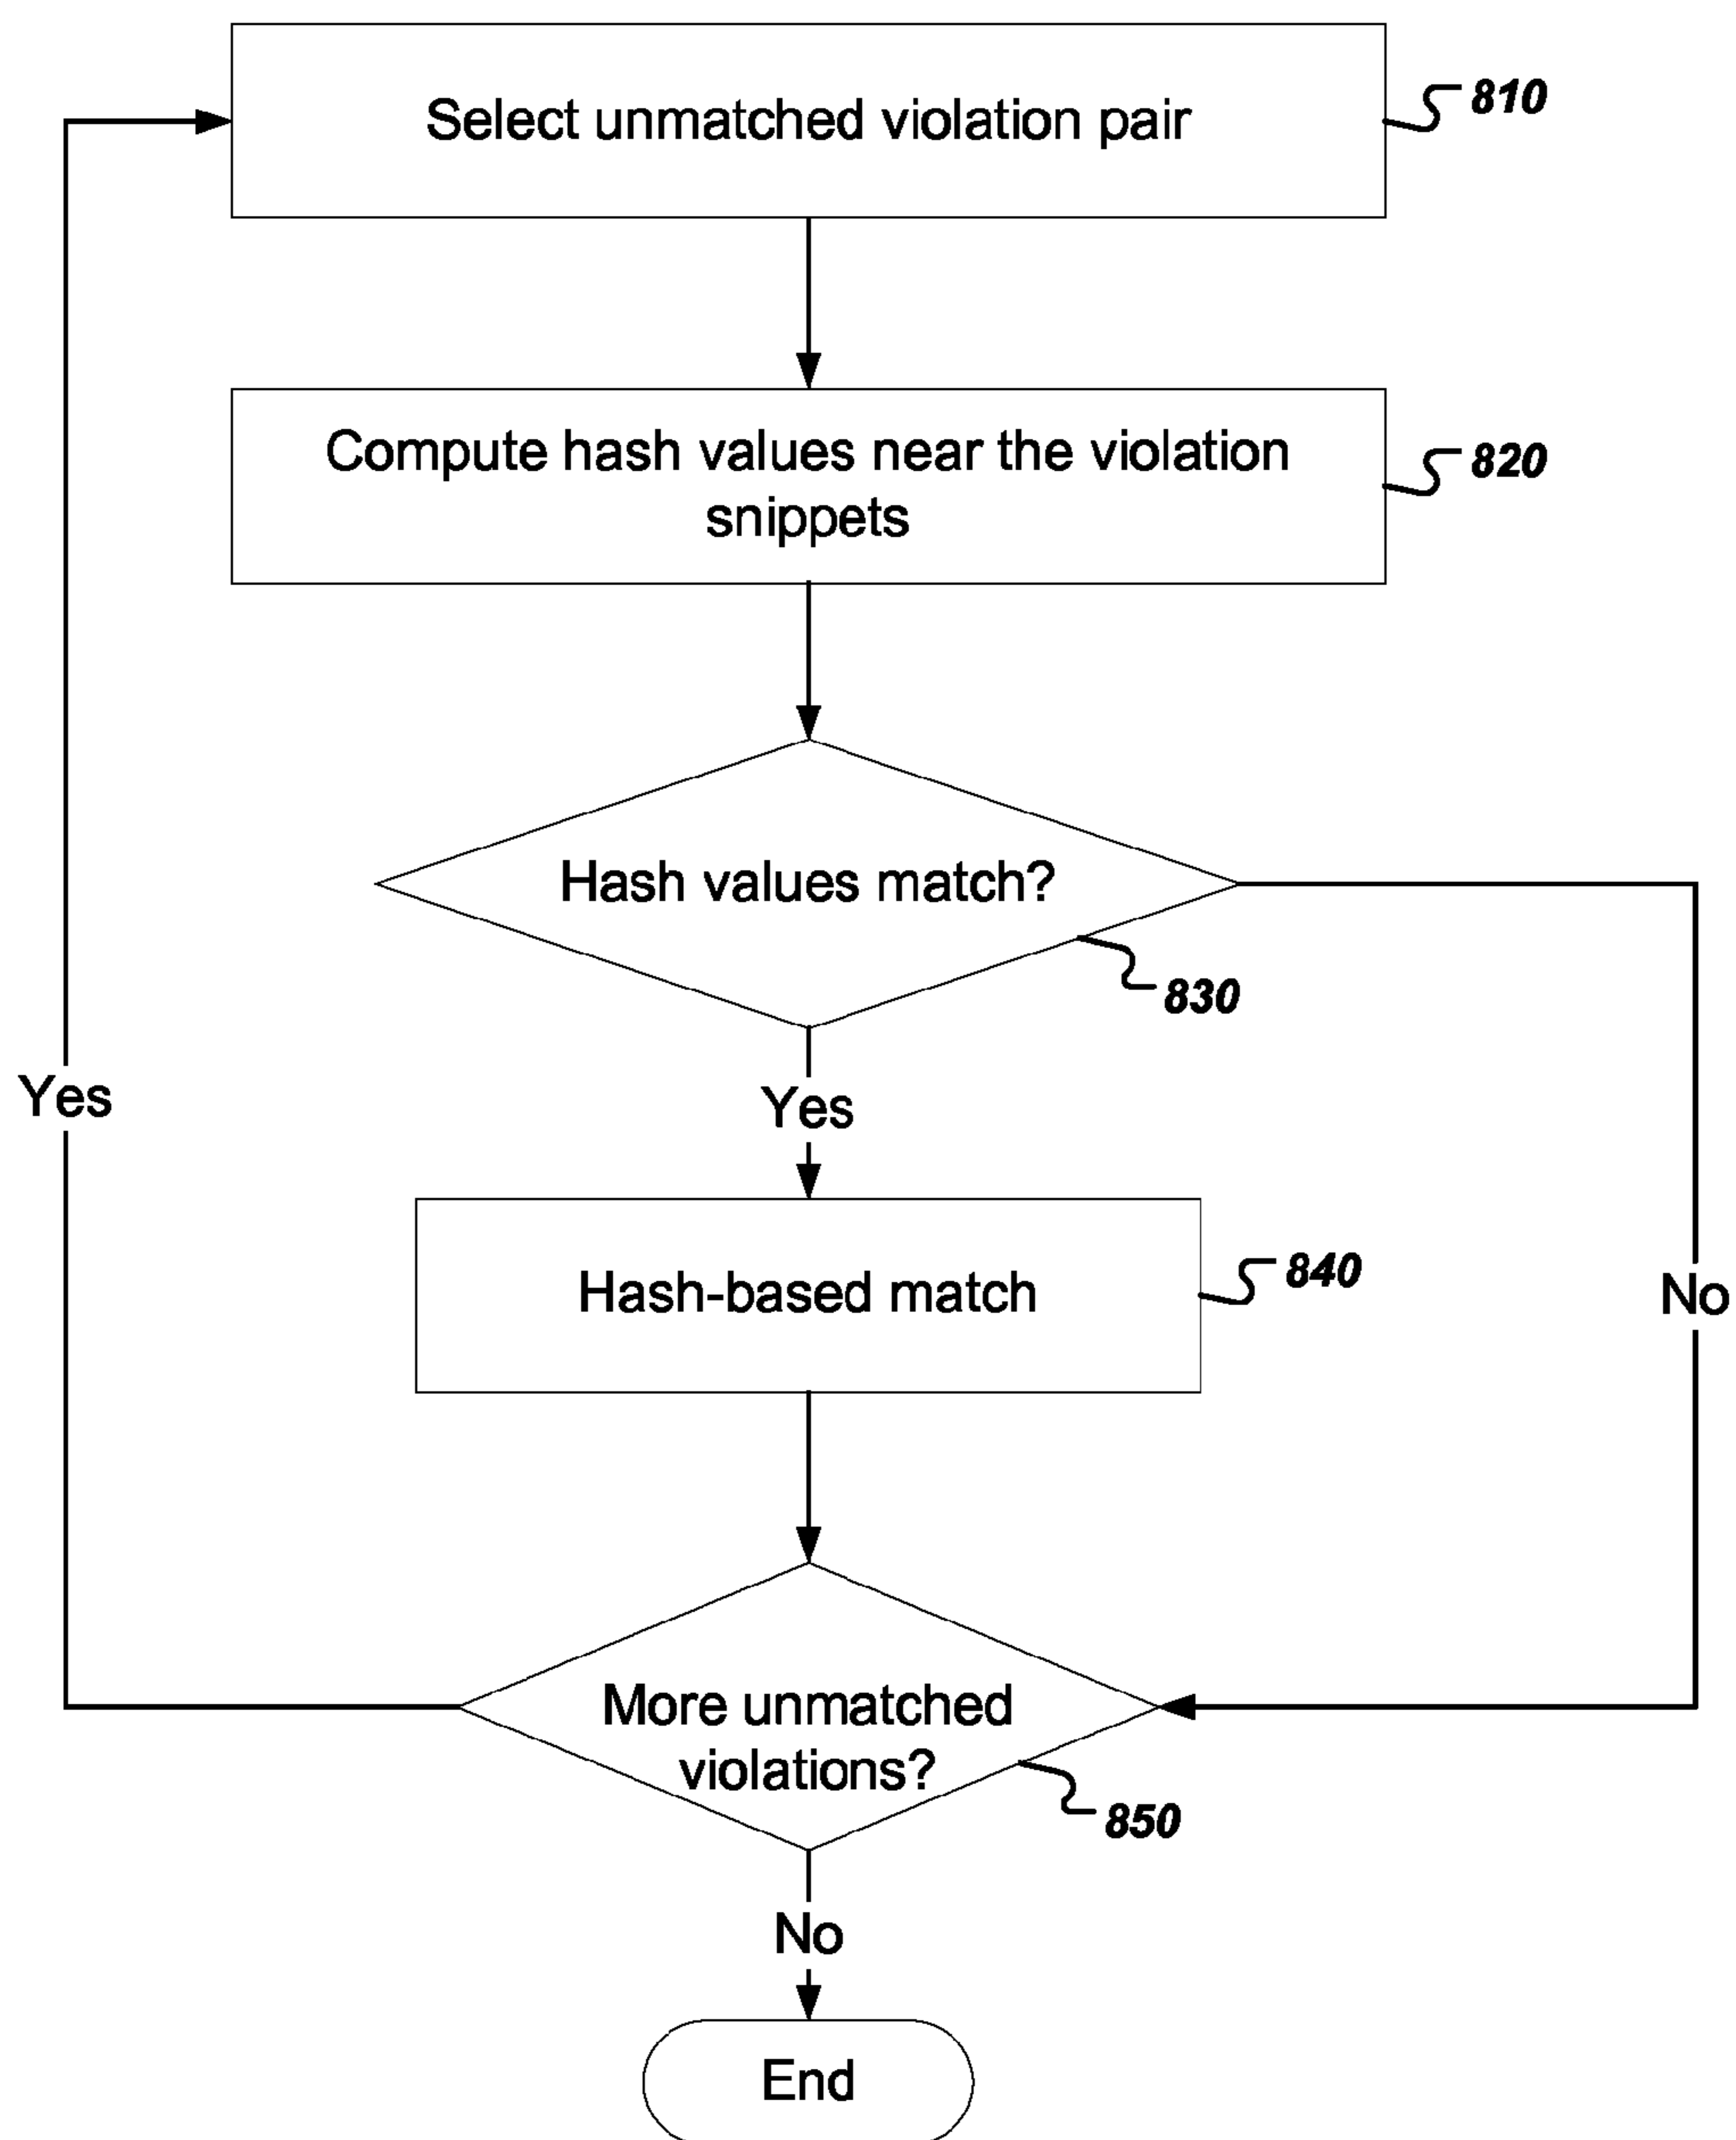 Select unmatched violation pair
810
Compute hash values near the violation
snippets
820
Hash values match?
830
Yes
Yes
Hash-based match
840
No
More unmatched
violations?
850
No
End